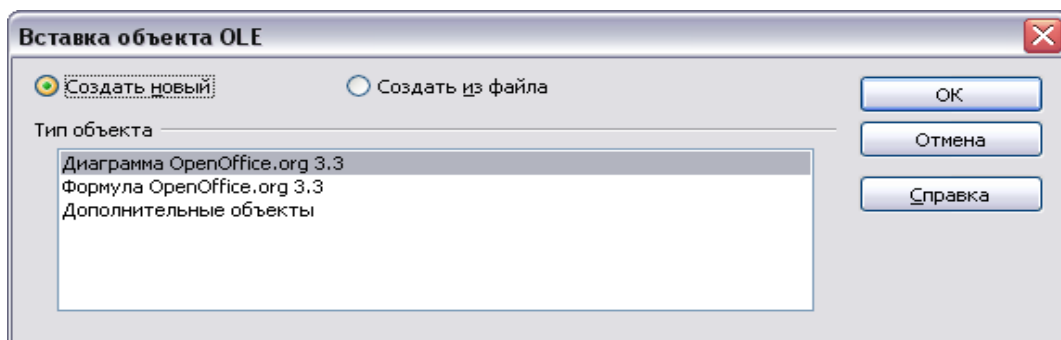 Вставка объекта OLE
Создать новый
Создать из файла
Тип объекта
Диаграмма OpenOffice.org 3.3
Формула OpenOffice.org 3.3
Дополнительные объекты
OK
Отмена
Справка